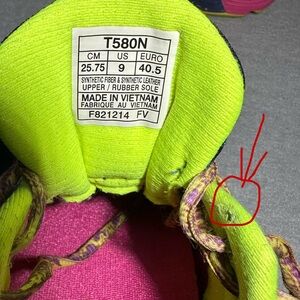 T580N
CM US EURO
25.75 9 40.5
SYNTHETIC FIBER & SYNTHETIC LEATHER
UPPER / RUBBER SOLE
MADE IN VIETNAM
FABRIQUE AU VIETNAM
F821214 FV